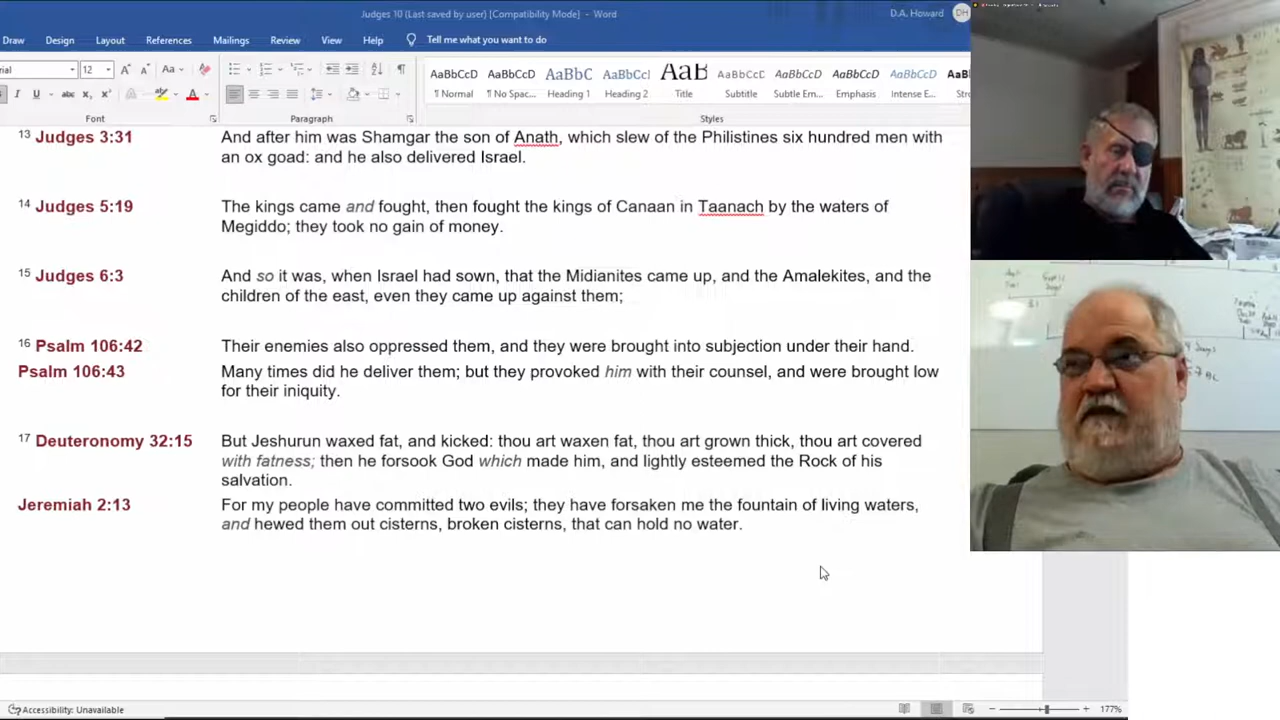 Judges 10 (Last saved by user) [Compatibility Mode] - Word
D.A. Howard
DH
Draw Design Layout References Mailings Review View Help Tell me what you want to do
12
AaBbCcD AaBbCcD AaBbC AaBbCcI AaB AaBbCcD AaBbCcD AaBbCcD AaBbCcD
¶ Normal ¶ No Spac... Heading 1 Heading 2 Title Subtitle Subtle Em... Emphasis Intense E...
Font Paragraph Styles
13 Judges 3:31 And after him was Shamgar the son of Anath, which slew of the Philistines six hundred men with
an ox goad: and he also delivered Israel.
14 Judges 5:19 The kings came and fought, then fought the kings of Canaan in Taanach by the waters of
Megiddo; they took no gain of money.
15 Judges 6:3 And so it was, when Israel had sown, that the Midianites came up, and the Amalekites, and the
children of the east, even they came up against them;
16 Psalm 106:42 Their enemies also oppressed them, and they were brought into subjection under their hand.
Psalm 106:43 Many times did he deliver them; but they provoked him with their counsel, and were brought low
for their iniquity.
17 Deuteronomy 32:15 But Jeshurun waxed fat, and kicked: thou art waxen fat, thou art grown thick, thou art covered
with fatness; then he forsook God which made him, and lightly esteemed the Rock of his
salvation.
Jeremiah 2:13 For my people have committed two evils; they have forsaken me the fountain of living waters,
and hewed them out cisterns, broken cisterns, that can hold no water.
Accessibility: Unavailable
177%